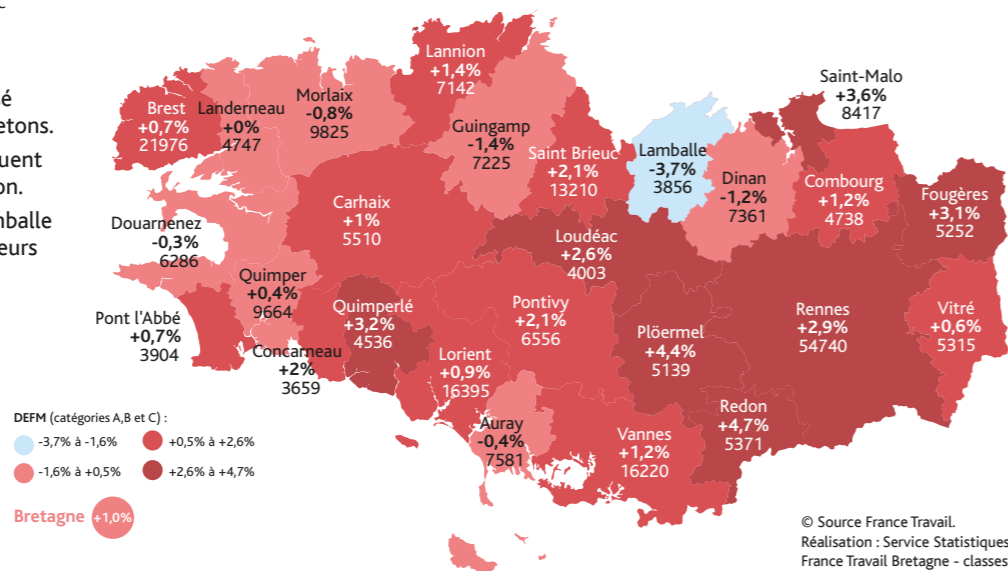 sé
etons.
uent
on.
mballe
eurs
Lannion
+1,4%
7142
Saint-Malo
+3,6%
8417
Brest
+0,7%
21976
Landerneau
+0%
4747
Morlaix
-0,8%
9825
Guingamp
-1,4%
7225
Saint Brieuc
+2,1%
13210
Lamballe
-3,7%
3856
Dinan
-1,2%
7361
Combourg
+1,2%
4738
Fougères
+3,1%
5252
Carhaix
+1%
5510
Douarnenez
-0,3%
6286
Loudéac
+2,6%
4003
Quimper
+0,4%
9664
Quimperlé
+3,2%
4536
Pontivy
+2,1%
6556
Plöermel
+4,4%
5139
Rennes
+2,9%
54740
Vitré
+0,6%
5315
Pont l'Abbé
+0,7%
3904
Concarneau
+2%
3659
Lorient
+0,9%
16395
Auray
-0,4%
7581
Vannes
+1,2%
16220
Redon
+4,7%
5371
DEFM (catégories A,B et C) :
-3,7% à -1,6%
+0,5% à +2,6%
-1,6% à +0,5%
+2,6% à +4,7%
Bretagne +1,0%
© Source France Travail.
Réalisation : Service Statistiques
France Travail Bretagne - classes